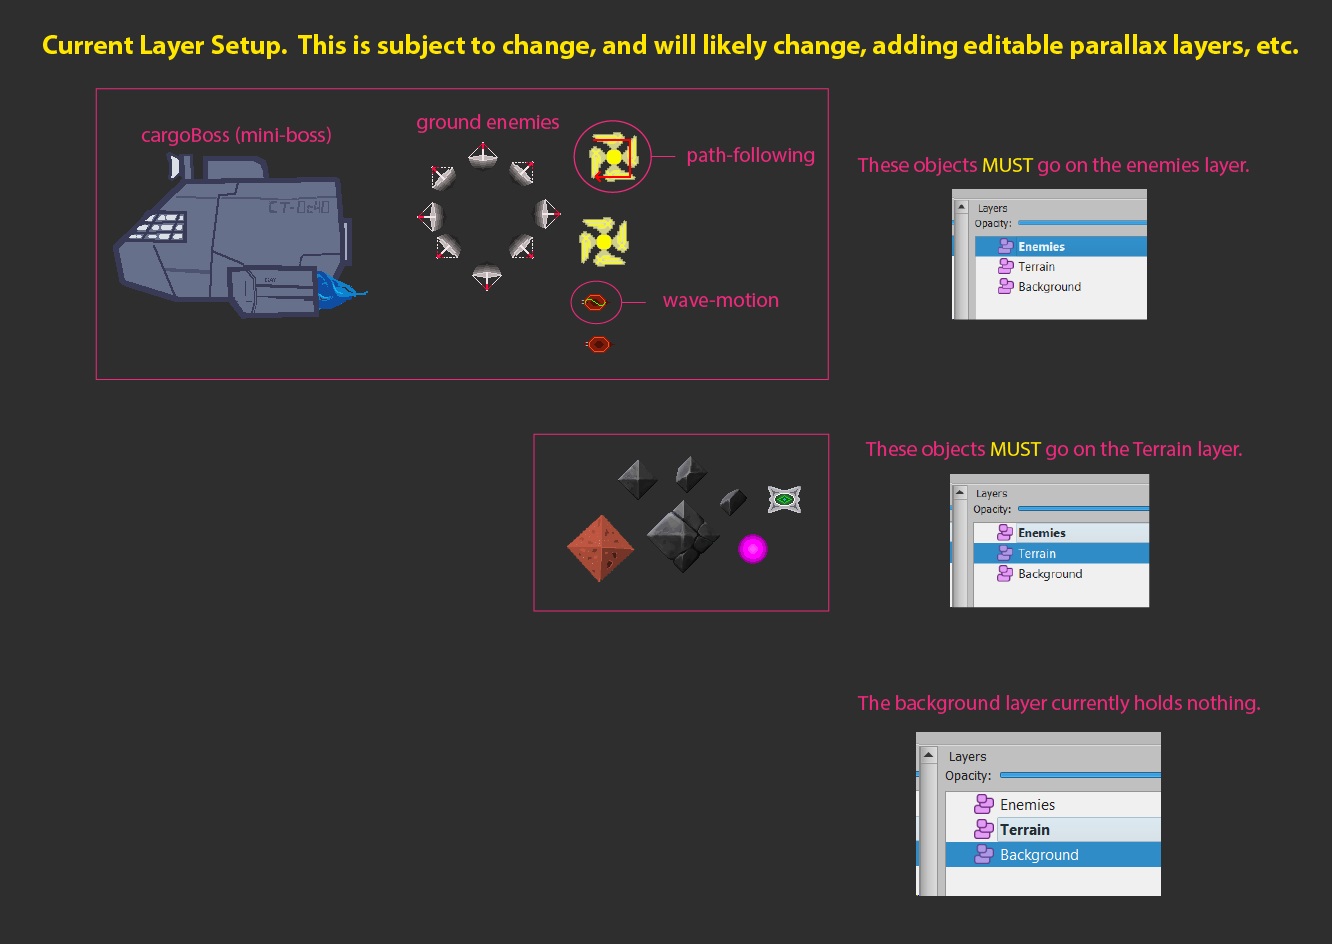 Current Layer Setup.  This is subject to change, and will likely change, adding editable parallax layers, etc.
cargoBoss (mini-boss)
CT-0c40
GAY
ground enemies
path-following
wave-motion
These objects MUST go on the enemies layer.
Layers
Opacity:
Enemies
Terrain
Background
These objects MUST go on the Terrain layer.
Layers
Opacity:
Enemies
Terrain
Background
The background layer currently holds nothing.
Layers
Opacity:
Enemies
Terrain
Background